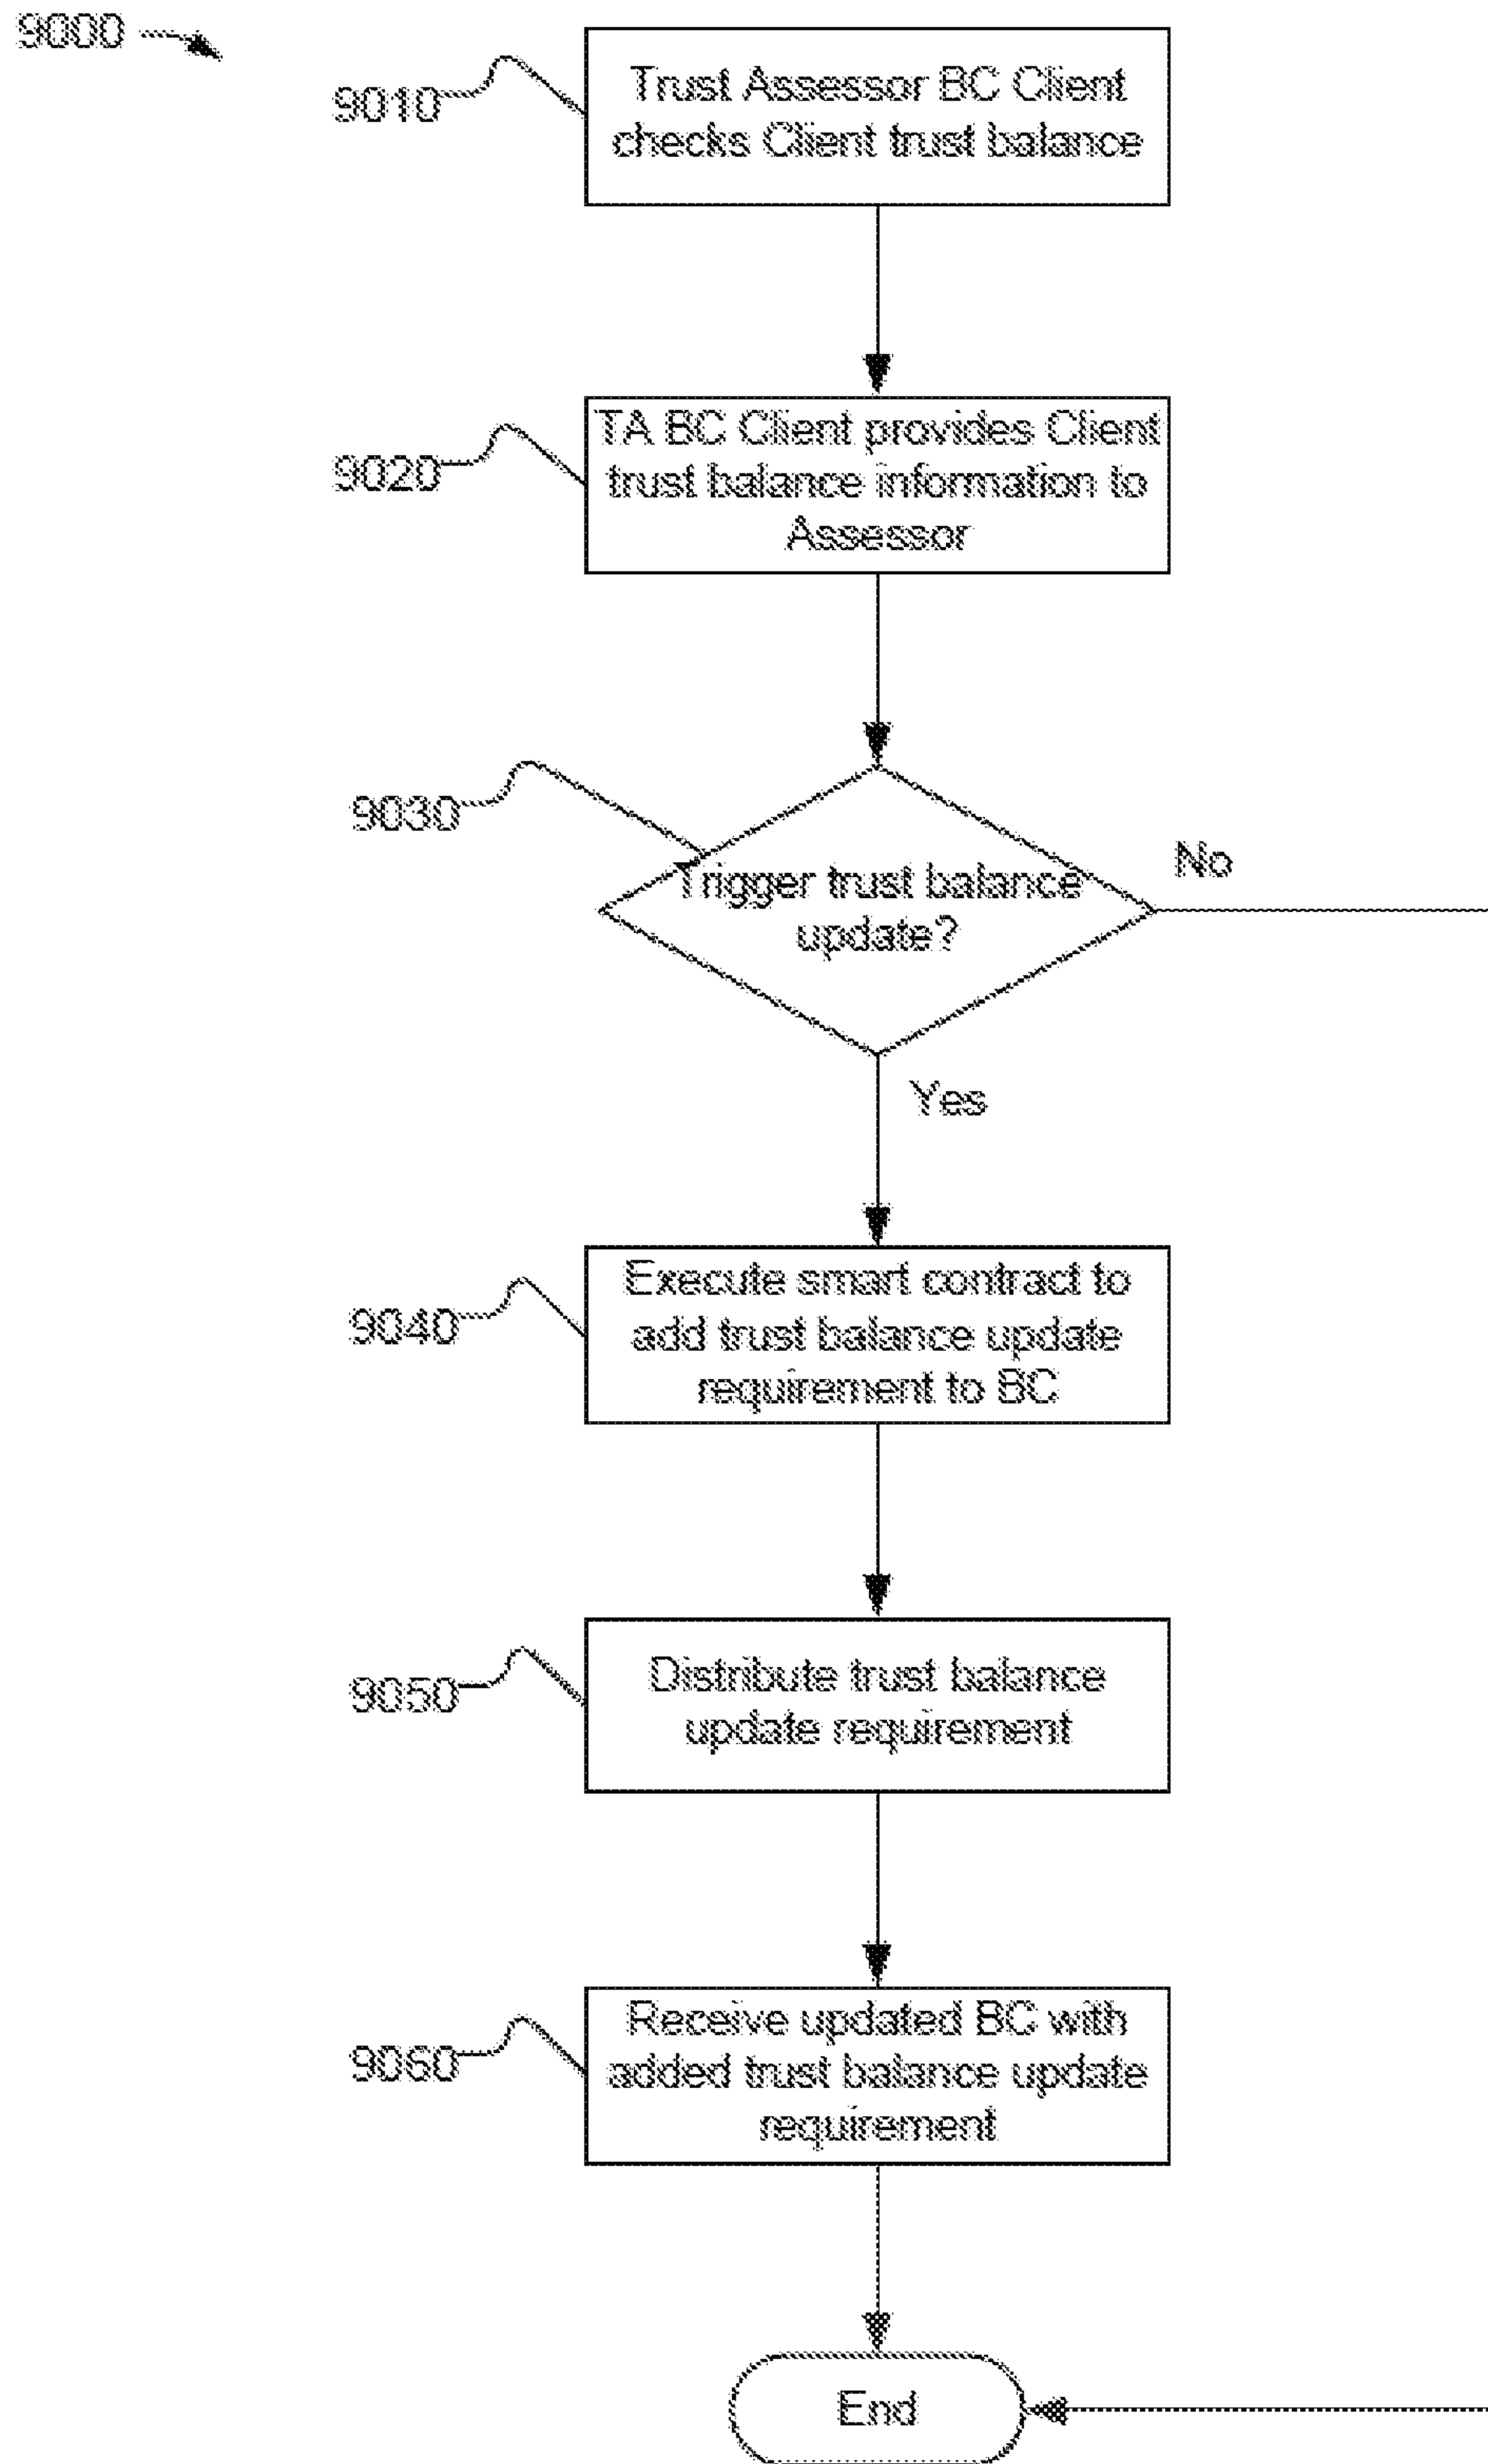 9000
9010
Trust Assessor BC Client
checks Client trust balance
9020
TA BC Client provides Client
trust balance information to
Assessor
9030
Trigger trust balance
update?
No
Yes
9040
Execute smart contract to
add trust balance update
requirement to BC
9050
Distribute trust balance
update requirement
9060
Receive updated BC with
added trust balance update
requirement
End